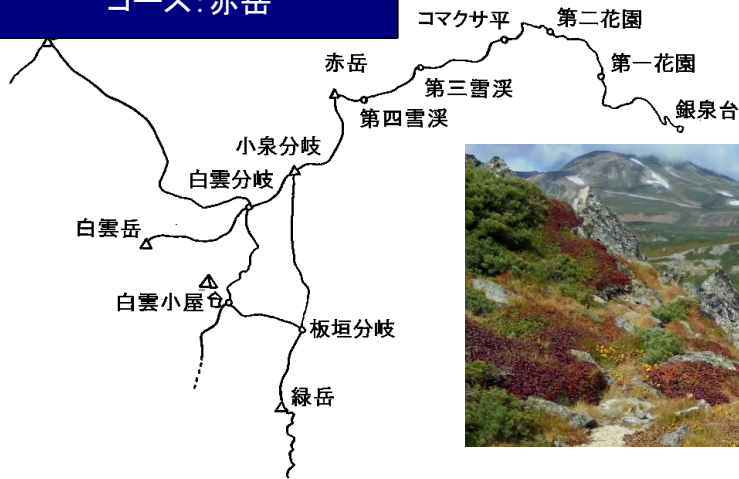 コース：赤岳
コマクサ平
第二花園
赤岳
第三雪渓
第一花園
第四雪渓
銀泉台
小泉分岐
白雲分岐
白雲岳
白雲小屋
板垣分岐
緑岳